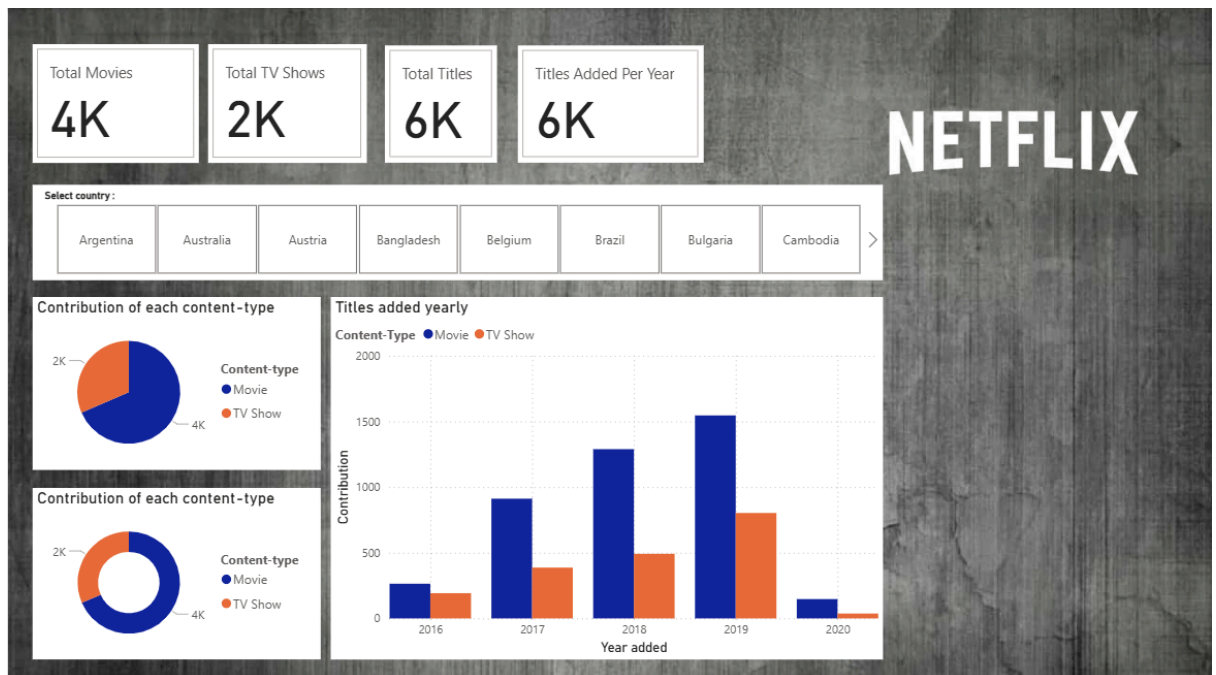 Total Movies
4K
Total TV Shows
2K
Total Titles
6K
Titles Added Per Year
6K
NETFLIX
Select country :
Argentina
Australia
Austria
Bangladesh
Belgium
Brazil
Bulgaria
Cambodia
Contribution of each content-type
2K
4K
Content-type
Movie
TV Show
Contribution of each content-type
2K
4K
Content-type
Movie
TV Show
Titles added yearly
Content-Type Movie TV Show
2000
1500
1000
500
0
Contribution
2016 2017 2018 2019 2020
Year added